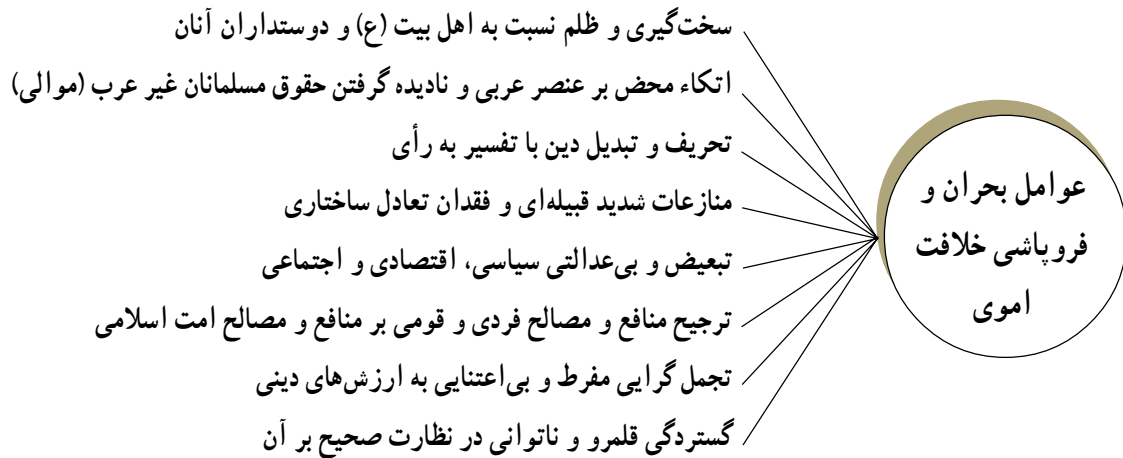 عوامل بحران و
فروپاشی خلافت
اموی
سخت‌گیری و ظلم نسبت به اهل بیت (ع) و دوستداران آنان
اتکاء محض بر عنصر عربی و نادیده گرفتن حقوق مسلمانان غیر عرب (موالی)
تحریف و تبدیل دین با تفسیر به رأی
منازعات شدید قبیله‌ای و فقدان تعادل ساختاری
تبعیض و بی‌عدالتی سیاسی، اقتصادی و اجتماعی
ترجیح منافع و مصالح فردی و قومی بر منافع و مصالح امت اسلامی
تجمل گرایی مفرط و بی‌اعتنایی به ارزش‌های دینی
گستردگی قلمرو و ناتوانی در نظارت صحیح بر آن